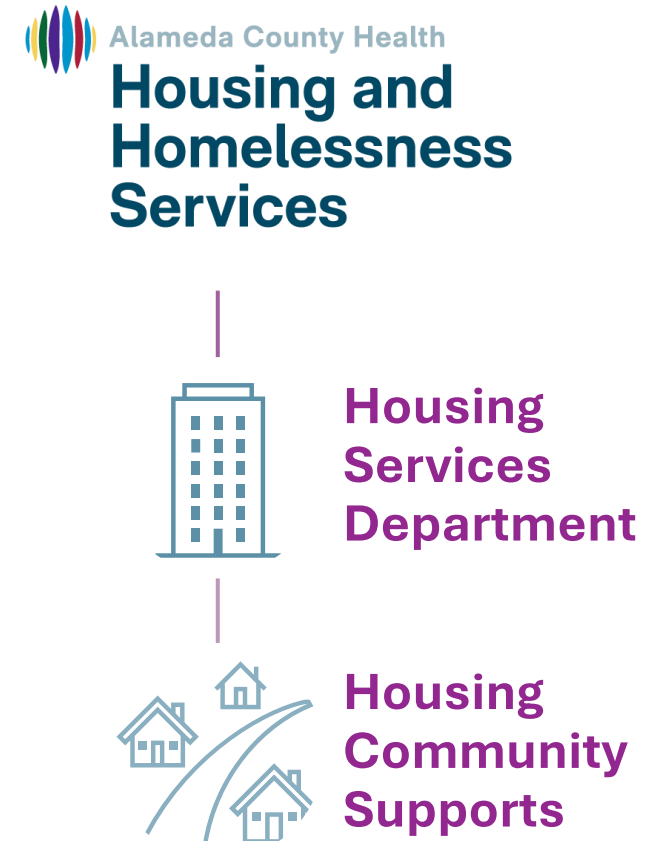 Alameda County Health
Housing and
Homelessness
Services
Housing
Services
Department
Housing
Community
Supports